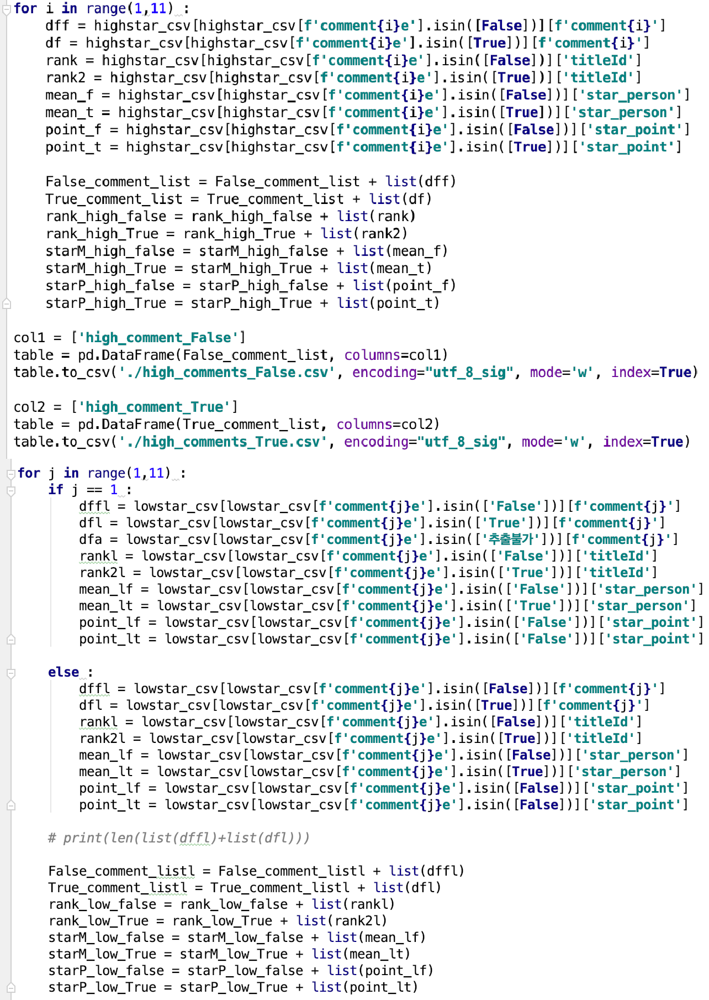 for i in range(1,11) :
    dff = highstar_csv[highstar_csv[f'comment{i}e'].isin([False])][f'comment{i}']
    df = highstar_csv[highstar_csv[f'comment{i}e'].isin([True])][f'comment{i}']
    rank = highstar_csv[highstar_csv[f'comment{i}e'].isin([False])]['titleId']
    rank2 = highstar_csv[highstar_csv[f'comment{i}e'].isin([True])]['titleId']
    mean_f = highstar_csv[highstar_csv[f'comment{i}e'].isin([False])]['star_person']
    mean_t = highstar_csv[highstar_csv[f'comment{i}e'].isin([True])]['star_person']
    point_f = highstar_csv[highstar_csv[f'comment{i}e'].isin([False])]['star_point']
    point_t = highstar_csv[highstar_csv[f'comment{i}e'].isin([True])]['star_point']

    False_comment_list = False_comment_list + list(dff)
    True_comment_list = True_comment_list + list(df)
    rank_high_false = rank_high_false + list(rank)
    rank_high_True = rank_high_True + list(rank2)
    starM_high_false = starM_high_false + list(mean_f)
    starM_high_True = starM_high_True + list(mean_t)
    starP_high_false = starP_high_false + list(point_f)
    starP_high_True = starP_high_True + list(point_t)

col1 = ['high_comment_False']
table = pd.DataFrame(False_comment_list, columns=col1)
table.to_csv('./high_comments_False.csv', encoding="utf_8_sig", mode='w', index=True)

col2 = ['high_comment_True']
table = pd.DataFrame(True_comment_list, columns=col2)
table.to_csv('./high_comments_True.csv', encoding="utf_8_sig", mode='w', index=True)
for j in range(1,11) :
    if j == 1 :
        dffl = lowstar_csv[lowstar_csv[f'comment{j}e'].isin(['False'])][f'comment{j}']
        dfl = lowstar_csv[lowstar_csv[f'comment{j}e'].isin(['True'])][f'comment{j}']
        dfa = lowstar_csv[lowstar_csv[f'comment{j}e'].isin(['추출불가'])][f'comment{j}']
        rankl = lowstar_csv[lowstar_csv[f'comment{j}e'].isin(['False'])]['titleId']
        rank2l = lowstar_csv[lowstar_csv[f'comment{j}e'].isin(['True'])]['titleId']
        mean_lf = lowstar_csv[lowstar_csv[f'comment{j}e'].isin(['False'])]['star_person']
        mean_lt = lowstar_csv[lowstar_csv[f'comment{j}e'].isin(['True'])]['star_person']
        point_lf = lowstar_csv[lowstar_csv[f'comment{j}e'].isin(['False'])]['star_point']
        point_lt = lowstar_csv[lowstar_csv[f'comment{j}e'].isin(['False'])]['star_point']

    else :
        dffl = lowstar_csv[lowstar_csv[f'comment{j}e'].isin([False])][f'comment{j}']
        dfl = lowstar_csv[lowstar_csv[f'comment{j}e'].isin([True])][f'comment{j}']
        rankl = lowstar_csv[lowstar_csv[f'comment{j}e'].isin([False])]['titleId']
        rank2l = lowstar_csv[lowstar_csv[f'comment{j}e'].isin([True])]['titleId']
        mean_lf = lowstar_csv[lowstar_csv[f'comment{j}e'].isin([False])]['star_person']
        mean_lt = lowstar_csv[lowstar_csv[f'comment{j}e'].isin([True])]['star_person']
        point_lf = lowstar_csv[lowstar_csv[f'comment{j}e'].isin([False])]['star_point']
        point_lt = lowstar_csv[lowstar_csv[f'comment{j}e'].isin([False])]['star_point']

    # print(len(list(dffl)+list(dfl)))

    False_comment_listl = False_comment_listl + list(dffl)
    True_comment_listl = True_comment_listl + list(dfl)
    rank_low_false = rank_low_false + list(rankl)
    rank_low_True = rank_low_True + list(rank2l)
    starM_low_false = starM_low_false + list(mean_lf)
    starM_low_True = starM_low_True + list(mean_lt)
    starP_low_false = starP_low_false + list(point_lf)
    starP_low_True = starP_low_True + list(point_lt)